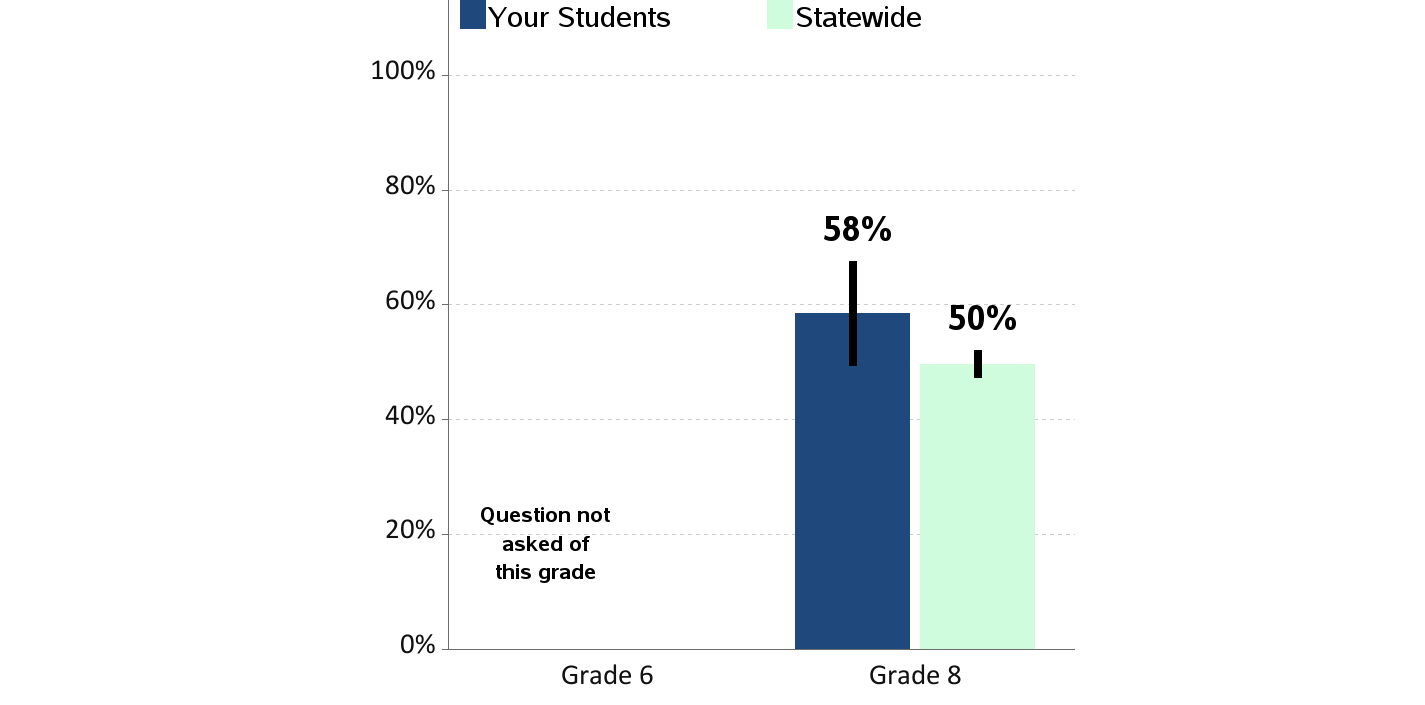 Your Students Statewide
100%
80%
58%
60%
50%
40%
Question not
20%
asked of
this grade
0%
Grade 6 Grade 8